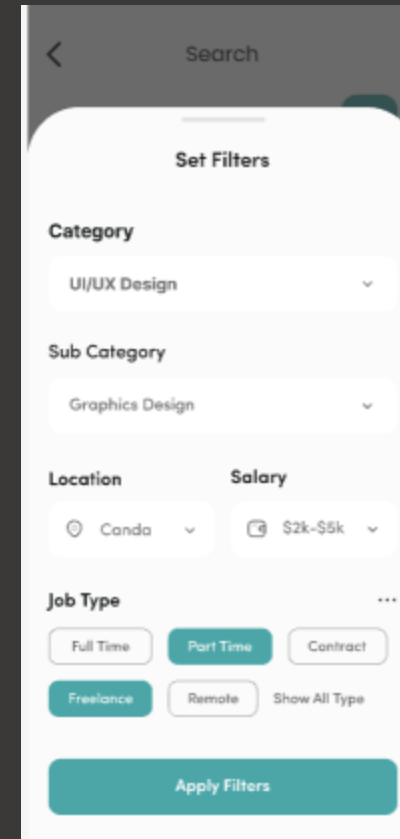 Search
Set Filters
Category
UI/UX Design
Sub Category
Graphics Design
Location Salary
Canda $2k-$5k
Job Type ...
Full Time Part Time Contract
Freelance Remote Show All Type
Apply Filters